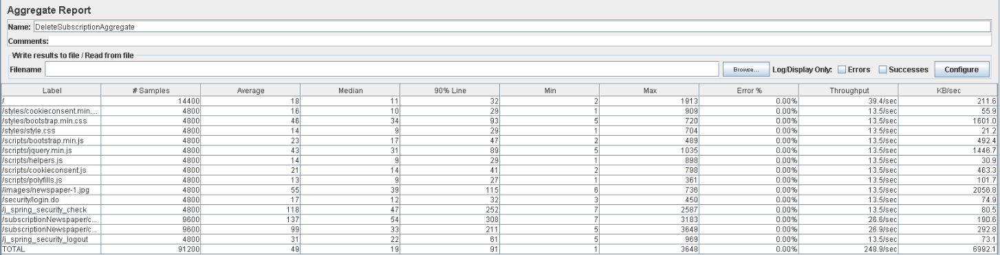 Aggregate Report
Name: DeleteSubscriptionAggregate
Comments:
Write results to file / Read from file
Filename Browse... Log/Display Only: Errors Successes Configure
Label # Samples Average Median 90% Line Min Max Error % Throughput KB/sec
/ 14400 18 11 32 2 1913 0.00% 39.4/sec 211.6
/styles/cookieconsent.min.... 4800 16 10 29 1 909 0.00% 13.5/sec 55.9
/styles/bootstrap.min.css 4800 46 34 93 5 720 0.00% 13.5/sec 1601.0
/styles/style.css 4800 14 9 29 1 704 0.00% 13.5/sec 21.2
/scripts/bootstrap.min.js 4800 23 17 47 2 489 0.00% 13.5/sec 492.4
/scripts/jquery.min.js 4800 43 31 89 5 1035 0.00% 13.5/sec 1446.7
/scripts/helpers.js 4800 14 9 29 1 898 0.00% 13.5/sec 30.9
/scripts/cookieconsent.js 4800 21 14 41 2 798 0.00% 13.5/sec 463.3
/scripts/polyfills.js 4800 13 9 27 1 361 0.00% 13.5/sec 101.7
/images/newspaper-1.jpg 4800 55 39 115 6 736 0.00% 13.5/sec 2056.8
/security/login.do 4800 17 12 32 3 450 0.00% 13.5/sec 74.9
/j_spring_security_check 4800 118 47 252 7 2587 0.00% 13.5/sec 80.5
/subscriptionNewspaper/c... 9600 137 54 308 7 3183 0.00% 26.6/sec 190.6
/subscriptionNewspaper/c... 9600 99 33 211 5 3648 0.00% 26.9/sec 292.8
/j_spring_security_logout 4800 31 22 61 5 969 0.00% 13.5/sec 73.1
TOTAL 91200 49 19 91 1 3648 0.00% 248.9/sec 6992.1